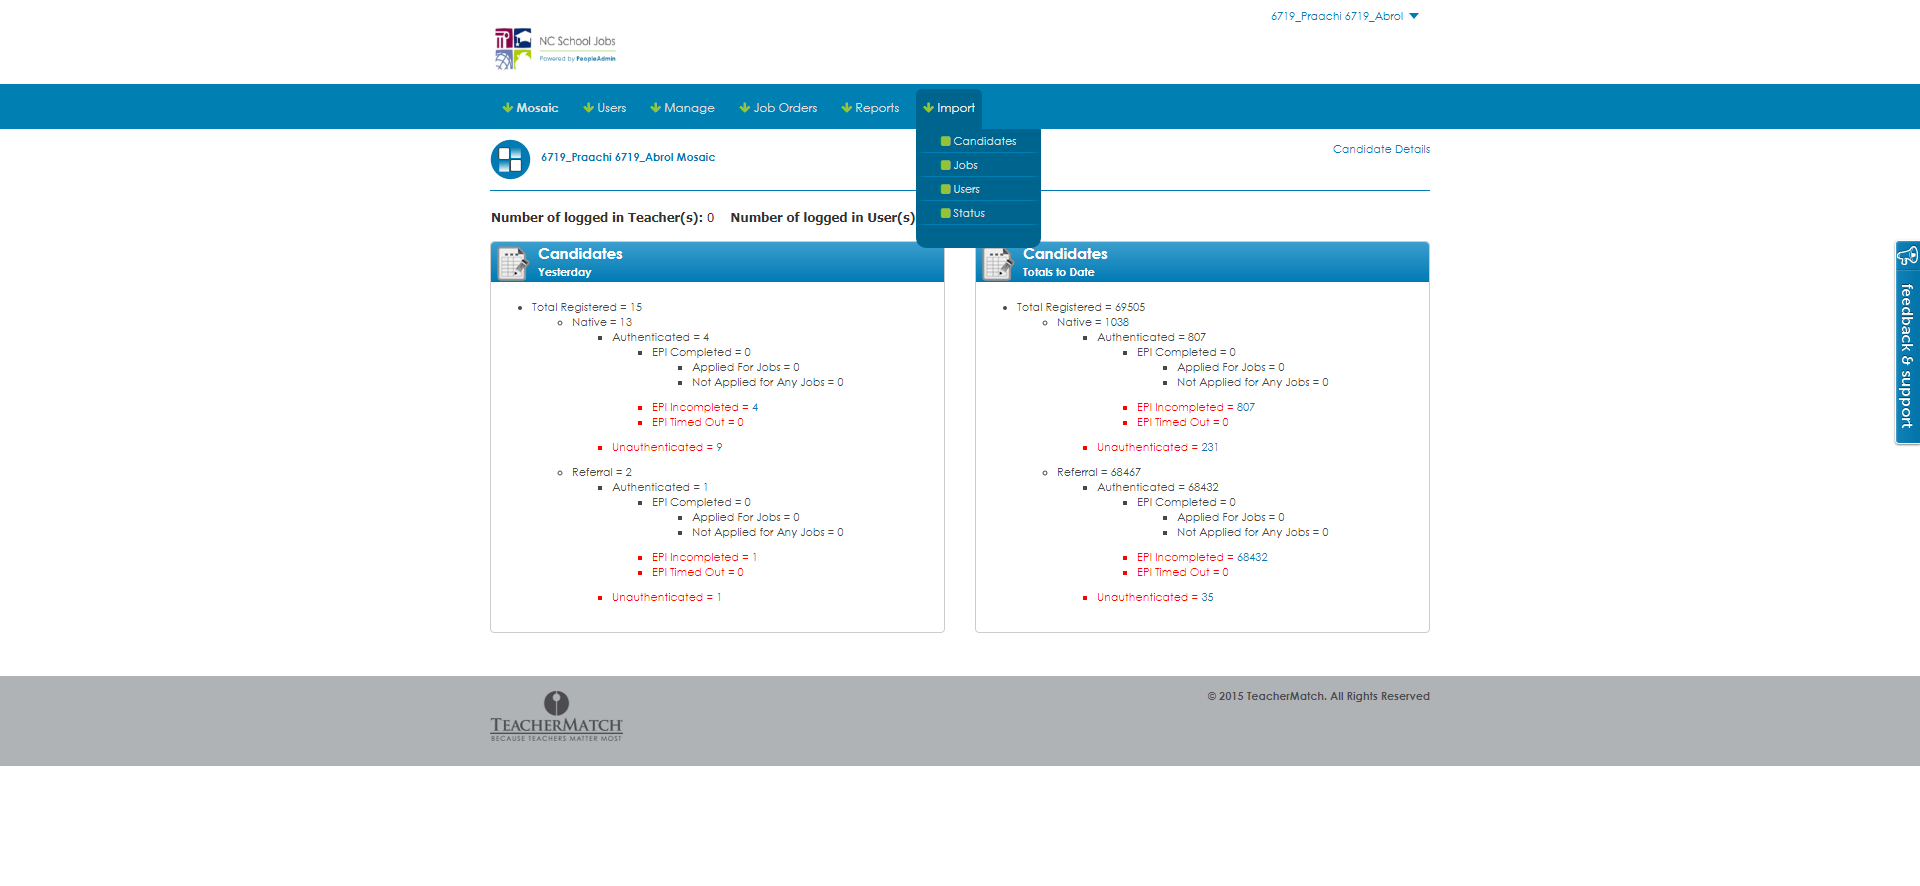 6719_Praachi 6719_Abrol
NC School Jobs
Powered by PeopleAdmin
Mosaic Users Manage Job Orders Reports Import
Candidates
Jobs
Users
Status
6719_Praachi 6719_Abrol Mosaic
Candidate Details
Number of logged in Teacher(s): 0 Number of logged in User(s)
Candidates
Yesterday
Total Registered = 15
Native = 13
Authenticated = 4
EPI Completed = 0
Applied For Jobs = 0
Not Applied for Any Jobs = 0
EPI Incompleted = 4
EPI Timed Out = 0
Unauthenticated = 9
Referral = 2
Authenticated = 1
EPI Completed = 0
Applied For Jobs = 0
Not Applied for Any Jobs = 0
EPI Incompleted = 1
EPI Timed Out = 0
Unauthenticated = 1
Candidates
Totals to Date
Total Registered = 69505
Native = 1038
Authenticated = 807
EPI Completed = 0
Applied For Jobs = 0
Not Applied for Any Jobs = 0
EPI Incompleted = 807
EPI Timed Out = 0
Unauthenticated = 231
Referral = 68467
Authenticated = 68432
EPI Completed = 0
Applied For Jobs = 0
Not Applied for Any Jobs = 0
EPI Incompleted = 68432
EPI Timed Out = 0
Unauthenticated = 35
feedback & support
TEACHERMATCH
BECAUSE TEACHERS MATTER MOST
© 2015 TeacherMatch. All Rights Reserved